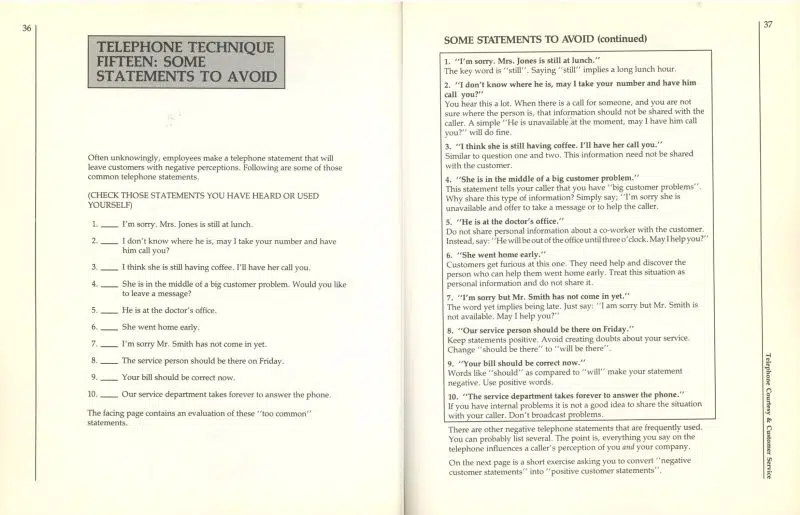 36
TELEPHONE TECHNIQUE
FIFTEEN: SOME
STATEMENTS TO AVOID
Often unknowingly, employees make a telephone statement that will
leave customers with negative perceptions. Following are some of those
common telephone statements.
(CHECK THOSE STATEMENTS YOU HAVE HEARD OR USED
YOURSELF)
1. ____ I'm sorry. Mrs. Jones is still at lunch.
2. ____ I don't know where he is, may I take your number and have
him call you?
3. ____ I think she is still having coffee. I'll have her call you.
4. ____ She is in the middle of a big customer problem. Would you like
to leave a message?
5. ____ He is at the doctor's office.
6. ____ She went home early.
7. ____ I'm sorry Mr. Smith has not come in yet.
8. ____ The service person should be there on Friday.
9. ____ Your bill should be correct now.
10. ____ Our service department takes forever to answer the phone.
The facing page contains an evaluation of these "too common"
statements.
37
SOME STATEMENTS TO AVOID (continued)
1. "I'm sorry. Mrs. Jones is still at lunch."
The key word is "still". Saying "still" implies a long lunch hour.
2. "I don't know where he is, may I take your number and have him
call you?"
You hear this a lot. When there is a call for someone, and you are not
sure where the person is, that information should not be shared with the
caller. A simple "He is unavailable at the moment, may I have him call
you?" will do fine.
3. "I think she is still having coffee. I'll have her call you."
Similar to question one and two. This information need not be shared
with the customer.
4. "She is in the middle of a big customer problem."
This statement tells your caller that you have "big customer problems".
Why share this type of information? Simply say; "I'm sorry she is
unavailable and offer to take a message or to help the caller.
5. "He is at the doctor's office."
Do not share personal information about a co-worker with the customer.
Instead, say: "He will be out of the office until three o'clock. May I help you?"
6. "She went home early."
Customers get furious at this one. They need help and discover the
person who can help them went home early. Treat this situation as
personal information and do not share it.
7. "I'm sorry but Mr. Smith has not come in yet."
The word yet implies being late. Just say: "I am sorry but Mr. Smith is
not available. May I help you?"
8. "Our service person should be there on Friday."
Keep statements positive. Avoid creating doubts about your service.
Change "should be there" to "will be there".
9. "Your bill should be correct now."
Words like "should" as compared to "will" make your statement
negative. Use positive words.
10. "The service department takes forever to answer the phone."
If you have internal problems it is not a good idea to share the situation
with your caller. Don't broadcast problems.
There are other negative telephone statements that are frequently used.
You can probably list several. The point is, everything you say on the
telephone influences a caller's perception of you and your company.
On the next page is a short exercise asking you to convert "negative
customer statements" into "positive customer statements".
Telephone Courtesy & Customer Service